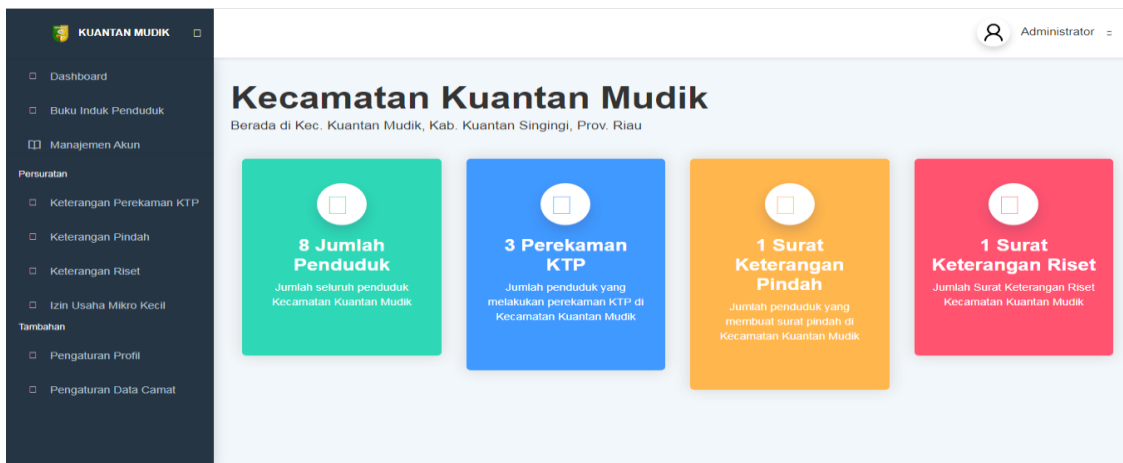 KUANTAN MUDIK
Administrator
Dashboard
Buku Induk Penduduk
Manajemen Akun
Persuratan
Keterangan Perekaman KTP
Keterangan Pindah
Keterangan Riset
Izin Usaha Mikro Kecil
Tambahan
Pengaturan Profil
Pengaturan Data Camat
Kecamatan Kuantan Mudik
Berada di Kec. Kuantan Mudik, Kab. Kuantan Singingi, Prov. Riau
8 Jumlah
Penduduk
Jumlah seluruh penduduk
Kecamatan Kuantan Mudik
3 Perekaman
KTP
Jumlah penduduk yang
melakukan perekaman KTP di
Kecamatan Kuantan Mudik
1 Surat
Keterangan
Pindah
Jumlah penduduk yang
membuat surat pindah di
Kecamatan Kuantan Mudik
1 Surat
Keterangan Riset
Jumlah Surat Keterangan Riset
Kecamatan Kuantan Mudik